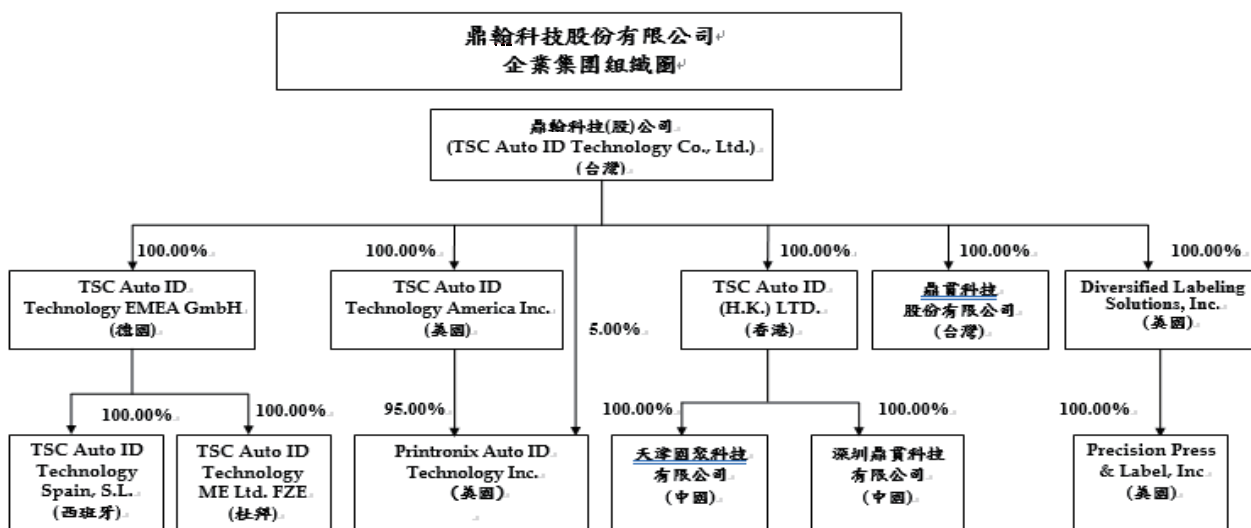 鼎翰科技股份有限公司
企業集團組織圖
鼎翰科技(股)公司
(TSC Auto ID Technology Co., Ltd.)
(台灣)
100.00%
100.00%
100.00%
100.00%
100.00%
TSC Auto ID
Technology EMEA GmbH
(德國)
TSC Auto ID
Technology America Inc.
(美國)
5.00%
TSC Auto ID
(H.K.) LTD.
(香港)
鼎貫科技
股份有限公司
(台灣)
Diversified Labeling
Solutions, Inc.
(美國)
100.00%
100.00%
95.00%
100.00%
100.00%
100.00%
TSC Auto ID
Technology
Spain, S.L.
(西班牙)
TSC Auto ID
Technology
ME Ltd. FZE
(杜拜)
Printronix Auto ID
Technology Inc.
(美國)
天津國聚科技
有限公司
(中國)
深圳鼎貫科技
有限公司
(中國)
Precision Press
& Label, Inc
(美國)